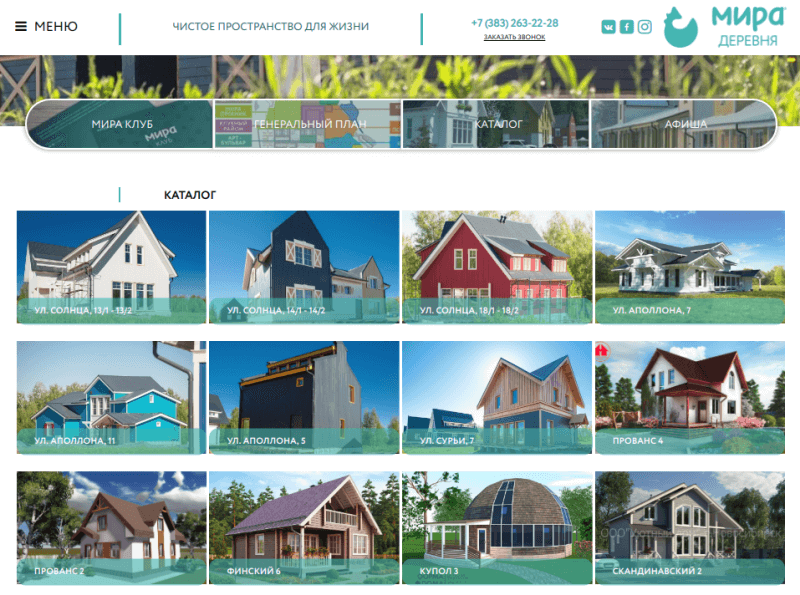 МЕНЮ
ЧИСТОЕ ПРОСТРАНСТВО ДЛЯ ЖИЗНИ
+7 (383) 263-22-28
ЗАКАЗАТЬ ЗВОНОК
мира
ДЕРЕВНЯ
МИРА КЛУБ
ГЕНЕРАЛЬНЫЙ ПЛАН
КАТАЛОГ
АФИША
мира
КЛУБ
КАТАЛОГ
УЛ. СОЛНЦА, 13/1 - 13/2
УЛ. СОЛНЦА, 14/1 - 14/2
УЛ. СОЛНЦА, 18/1 - 18/2
УЛ. АПОЛЛОНА, 7
УЛ. АПОЛЛОНА, 11
УЛ. АПОЛЛОНА, 5
УЛ. СУРЬИ, 7
ПРОВАНС 4
ПРОВАНС 2
ФИНСКИЙ 6
КУПОЛ 3
СКАНДИНАВСКИЙ 2